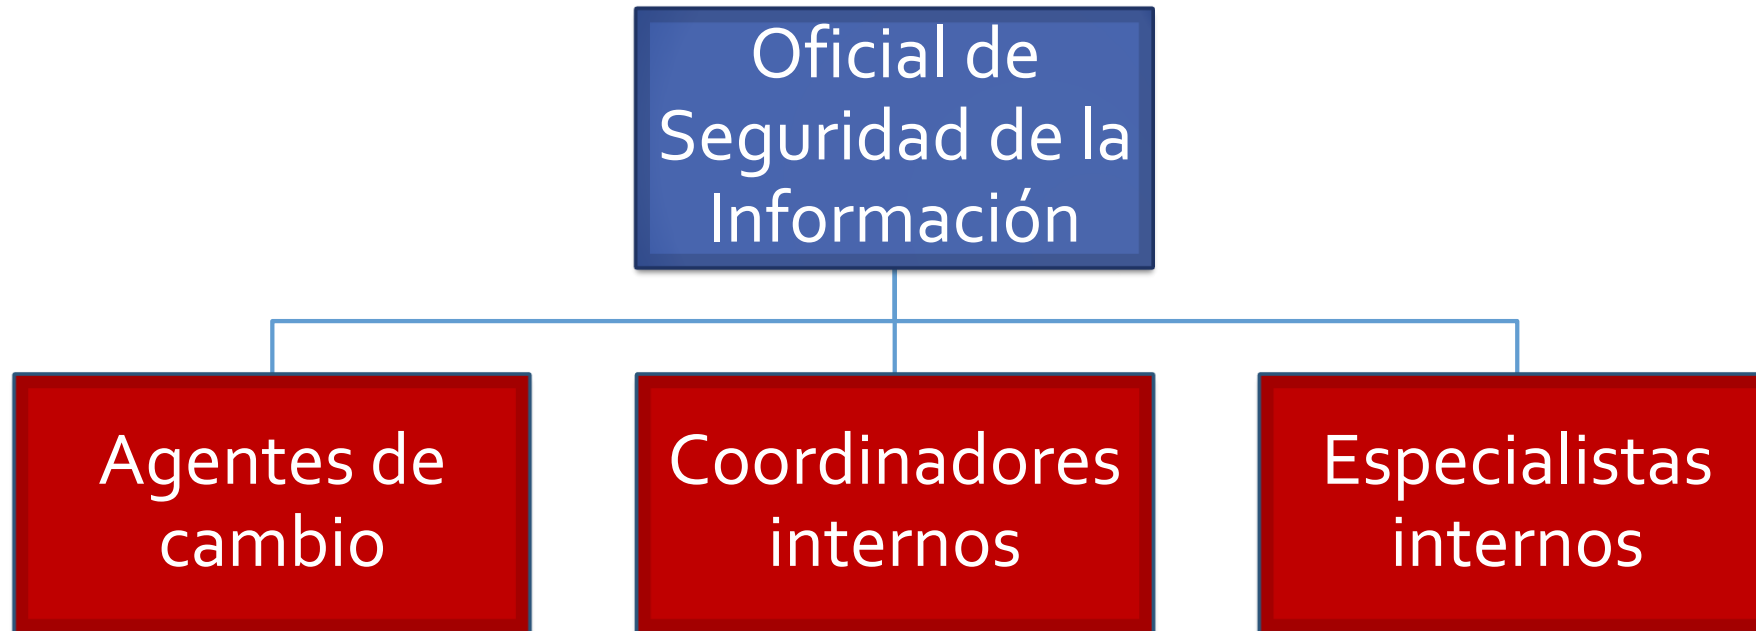 Oficial de
Seguridad de la
Información
Agentes de
cambio
Coordinadores
internos
Especialistas
internos